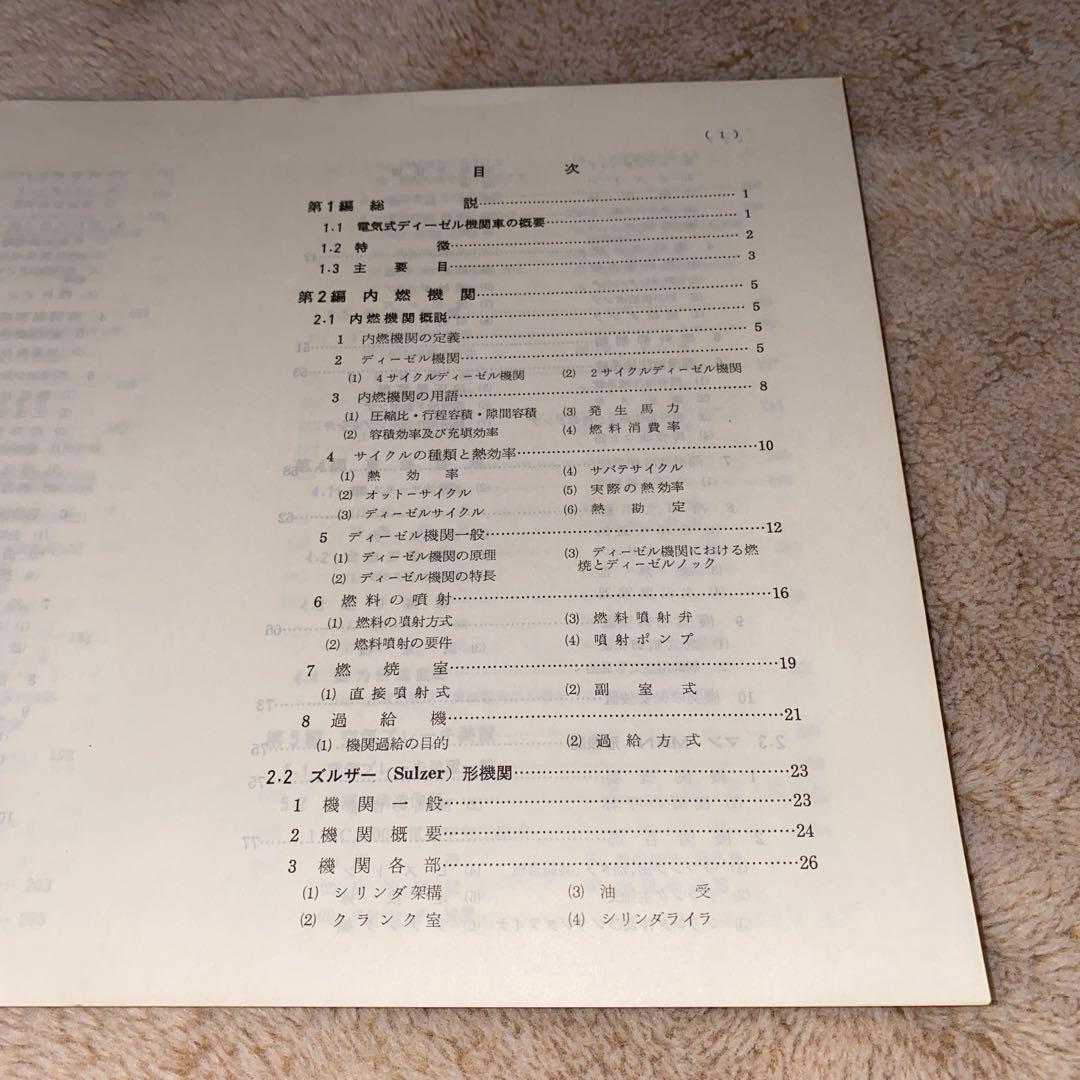 ( 1 )
目 次
第1編 総 説 1
1.1 電気式ディーゼル機関車の概要 1
1.2 特 徴 2
1.3 主 要 目 3
第2編 内燃機関 5
2.1 内燃機関概説 5
1 内燃機関の定義 5
2 ディーゼル機関 5
(1) 4サイクルディーゼル機関 (2) 2サイクルディーゼル機関
3 内燃機関の用語 8
(1) 圧縮比・行程容積・隙間容積 (3) 発生馬力
(2) 容積効率及び充塡効率 (4) 燃料消費率
4 サイクルの種類と熱効率 10
(1) 熱効率 (4) サバテサイクル
(2) オットーサイクル (5) 実際の熱効率
(3) ディーゼルサイクル (6) 熱勘定
5 ディーゼル機関一般 12
(1) ディーゼル機関の原理 (3) ディーゼル機関における燃
(2) ディーゼル機関の特長 焼とディーゼルノック
6 燃料の噴射 16
(1) 燃料の噴射方式 (3) 燃料噴射弁
(2) 燃料噴射の要件 (4) 噴射ポンプ
7 燃焼室 19
(1) 直接噴射式 (2) 副室式
8 過給機 21
(1) 機関過給の目的 (2) 過給方式
2.2 ズルザー (Sulzer) 形機関 23
1 機関一般 23
2 機関概要 24
3 機関各部 26
(1) シリンダ架構 (3) 油受
(2) クランク室 (4) シリンダライラ